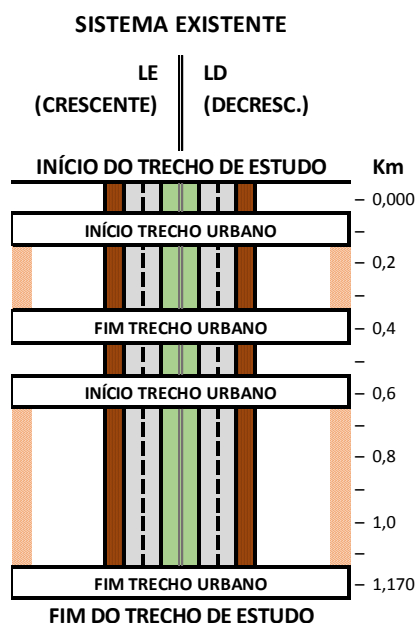 SISTEMA EXISTENTE
LE LD
(CRESCENTE) (DECRESC.)
INÍCIO DO TRECHO DE ESTUDO Km
– 0,000
INÍCIO TRECHO URBANO –
– 0,2
–
FIM TRECHO URBANO – 0,4
–
INÍCIO TRECHO URBANO – 0,6
–
– 0,8
–
– 1,0
–
FIM TRECHO URBANO – 1,170
FIM DO TRECHO DE ESTUDO